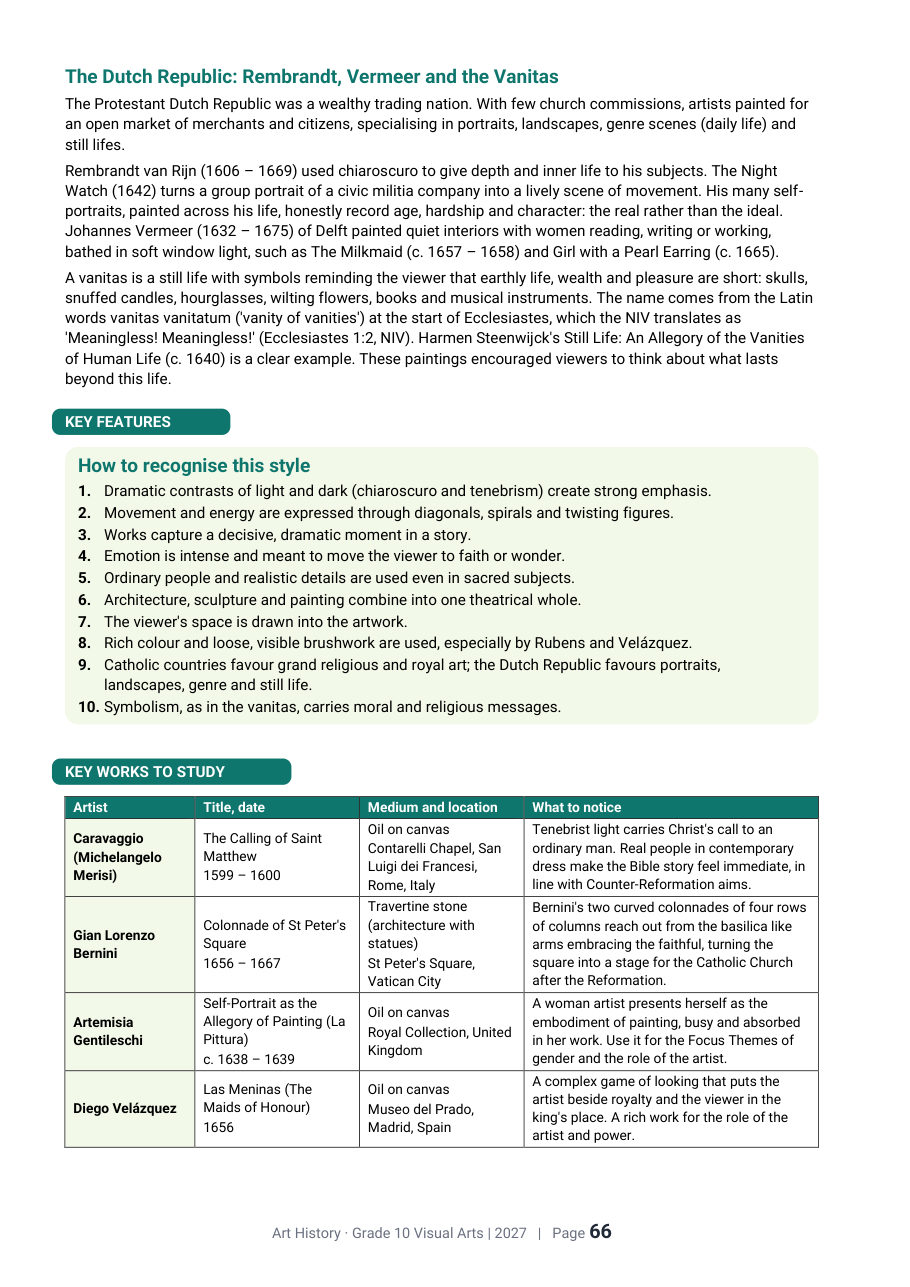 The Dutch Republic: Rembrandt, Vermeer and the Vanitas
The Protestant Dutch Republic was a wealthy trading nation. With few church commissions, artists painted for
an open market of merchants and citizens, specialising in portraits, landscapes, genre scenes (daily life) and
still lifes.
Rembrandt van Rijn (1606 – 1669) used chiaroscuro to give depth and inner life to his subjects. The Night
Watch (1642) turns a group portrait of a civic militia company into a lively scene of movement. His many self-
portraits, painted across his life, honestly record age, hardship and character: the real rather than the ideal.
Johannes Vermeer (1632 – 1675) of Delft painted quiet interiors with women reading, writing or working,
bathed in soft window light, such as The Milkmaid (c. 1657 – 1658) and Girl with a Pearl Earring (c. 1665).
A vanitas is a still life with symbols reminding the viewer that earthly life, wealth and pleasure are short: skulls,
snuffed candles, hourglasses, wilting flowers, books and musical instruments. The name comes from the Latin
words vanitas vanitatum ('vanity of vanities') at the start of Ecclesiastes, which the NIV translates as
'Meaningless! Meaningless!' (Ecclesiastes 1:2, NIV). Harmen Steenwijck's Still Life: An Allegory of the Vanities
of Human Life (c. 1640) is a clear example. These paintings encouraged viewers to think about what lasts
beyond this life.
KEY FEATURES
How to recognise this style
1. Dramatic contrasts of light and dark (chiaroscuro and tenebrism) create strong emphasis.
2. Movement and energy are expressed through diagonals, spirals and twisting figures.
3. Works capture a decisive, dramatic moment in a story.
4. Emotion is intense and meant to move the viewer to faith or wonder.
5. Ordinary people and realistic details are used even in sacred subjects.
6. Architecture, sculpture and painting combine into one theatrical whole.
7. The viewer's space is drawn into the artwork.
8. Rich colour and loose, visible brushwork are used, especially by Rubens and Velázquez.
9. Catholic countries favour grand religious and royal art; the Dutch Republic favours portraits,
landscapes, genre and still life.
10. Symbolism, as in the vanitas, carries moral and religious messages.
KEY WORKS TO STUDY
Artist
Title, date
Medium and location
What to notice
Caravaggio
(Michelangelo
Merisi)
The Calling of Saint
Matthew
1599 – 1600
Oil on canvas
Contarelli Chapel, San
Luigi dei Francesi,
Rome, Italy
Tenebrist light carries Christ's call to an
ordinary man. Real people in contemporary
dress make the Bible story feel immediate, in
line with Counter-Reformation aims.
Gian Lorenzo
Bernini
Colonnade of St Peter's
Square
1656 – 1667
Travertine stone
(architecture with
statues)
St Peter's Square,
Vatican City
Bernini's two curved colonnades of four rows
of columns reach out from the basilica like
arms embracing the faithful, turning the
square into a stage for the Catholic Church
after the Reformation.
Artemisia
Gentileschi
Self-Portrait as the
Allegory of Painting (La
Pittura)
c. 1638 – 1639
Oil on canvas
Royal Collection, United
Kingdom
A woman artist presents herself as the
embodiment of painting, busy and absorbed
in her work. Use it for the Focus Themes of
gender and the role of the artist.
Diego Velázquez
Las Meninas (The
Maids of Honour)
1656
Oil on canvas
Museo del Prado,
Madrid, Spain
A complex game of looking that puts the
artist beside royalty and the viewer in the
king's place. A rich work for the role of the
artist and power.
Art History · Grade 10 Visual Arts | 2027 | Page 66